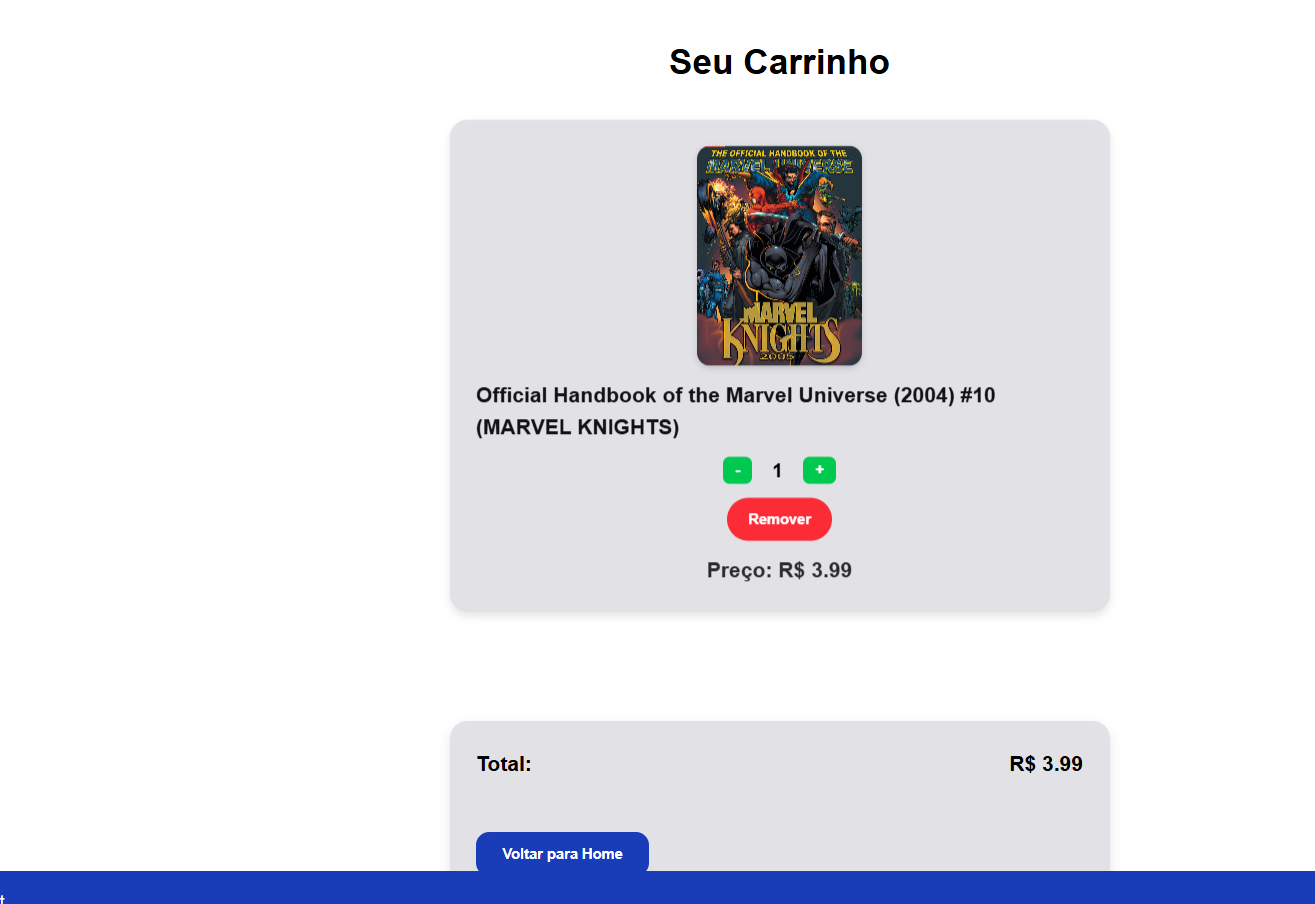 Seu Carrinho
THE OFFICIAL HANDBOOK OF THE
MARVEL UNIVERSE
MARVEL
KNIGHTS
2005
Official Handbook of the Marvel Universe (2004) #10
(MARVEL KNIGHTS)
- 1 +
Remover
Preço: R$ 3.99
Total: R$ 3.99
Voltar para Home
t